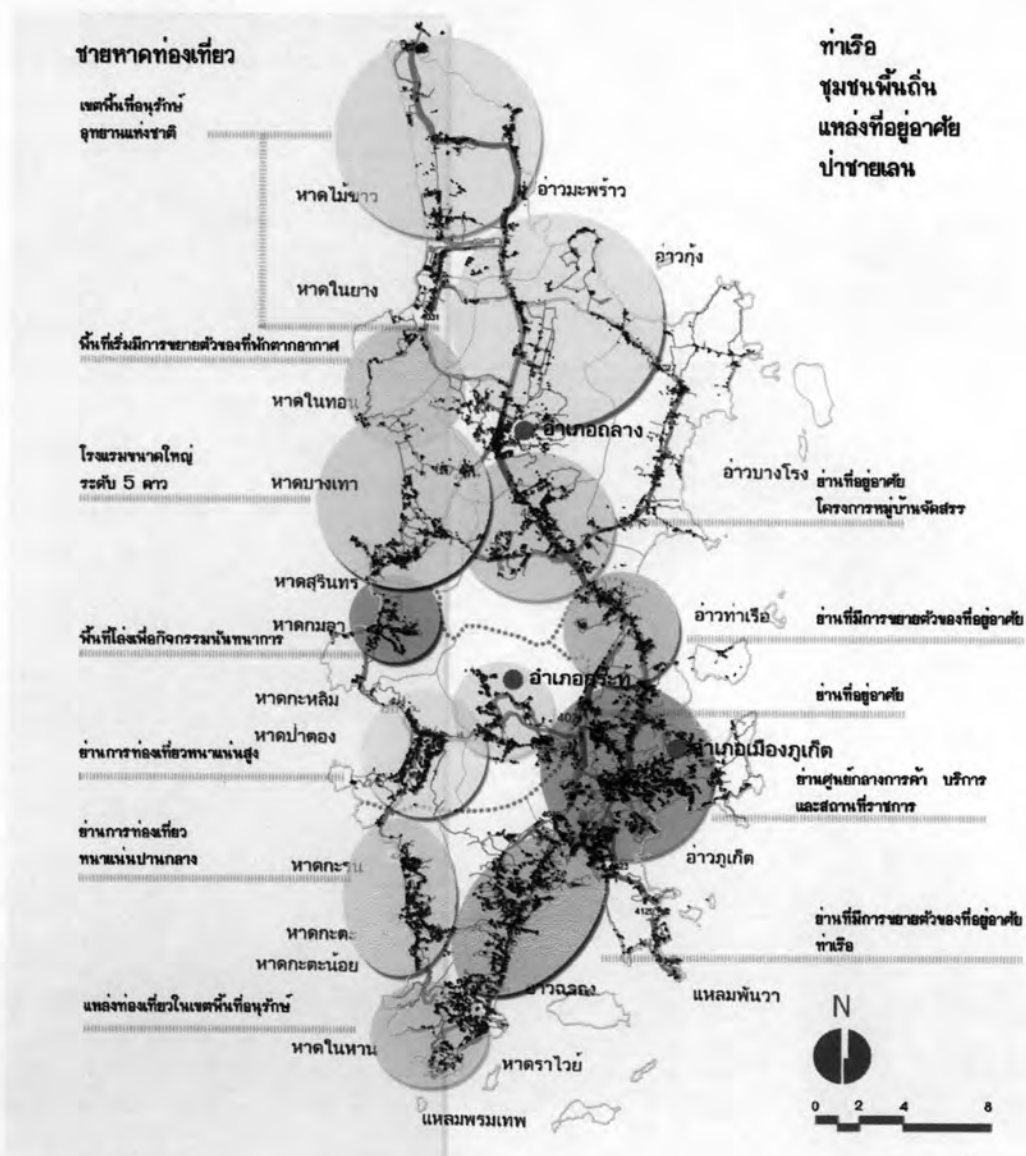 ชายหาดท่องเที่ยว
เขตพื้นที่อนุรักษ์
อุทยานแห่งชาติ
ท่าเรือ
ชุมชนพื้นถิ่น
แหล่งที่อยู่อาศัย
ป่าชายเลน
หาดไม้ขาว
อ่าวมะพร้าว
อ่าวกุ้ง
หาดในยาง
4031
พื้นที่เริ่มมีการขยายตัวของที่พักตากอากาศ
หาดในทอน
อำเภอถลาง
โรงแรมขนาดใหญ่
ระดับ 5 ดาว
หาดบางเทา
อ่าวบางโรง
ย่านที่อยู่อาศัย
โครงการหมู่บ้านจัดสรร
หาดสุรินทร์
หาดกมลา
พื้นที่โล่งเพื่อกิจกรรมนันทนาการ
อ่าวท่าเรือ
ย่านที่มีการขยายตัวของที่อยู่อาศัย
อำเภอกะทู้
หาดกะหลิม
หาดป่าตอง
402
ย่านที่อยู่อาศัย
อำเภอเมืองภูเก็ต
ย่านการท่องเที่ยวหนาแน่นสูง
ย่านศูนย์กลางการค้า บริการ
และสถานที่ราชการ
ย่านการท่องเที่ยว
หนาแน่นปานกลาง
หาดกะรน
อ่าวภูเก็ต
4129
หาดกะตะ
หาดกะตะน้อย
ย่านที่มีการขยายตัวของที่อยู่อาศัย
ท่าเรือ
อ่าวฉลอง
แหลมพันวา
แหล่งท่องเที่ยวในเขตพื้นที่อนุรักษ์
หาดในหาน
หาดราไวย์
แหลมพรมเทพ
N
0 2 4 8